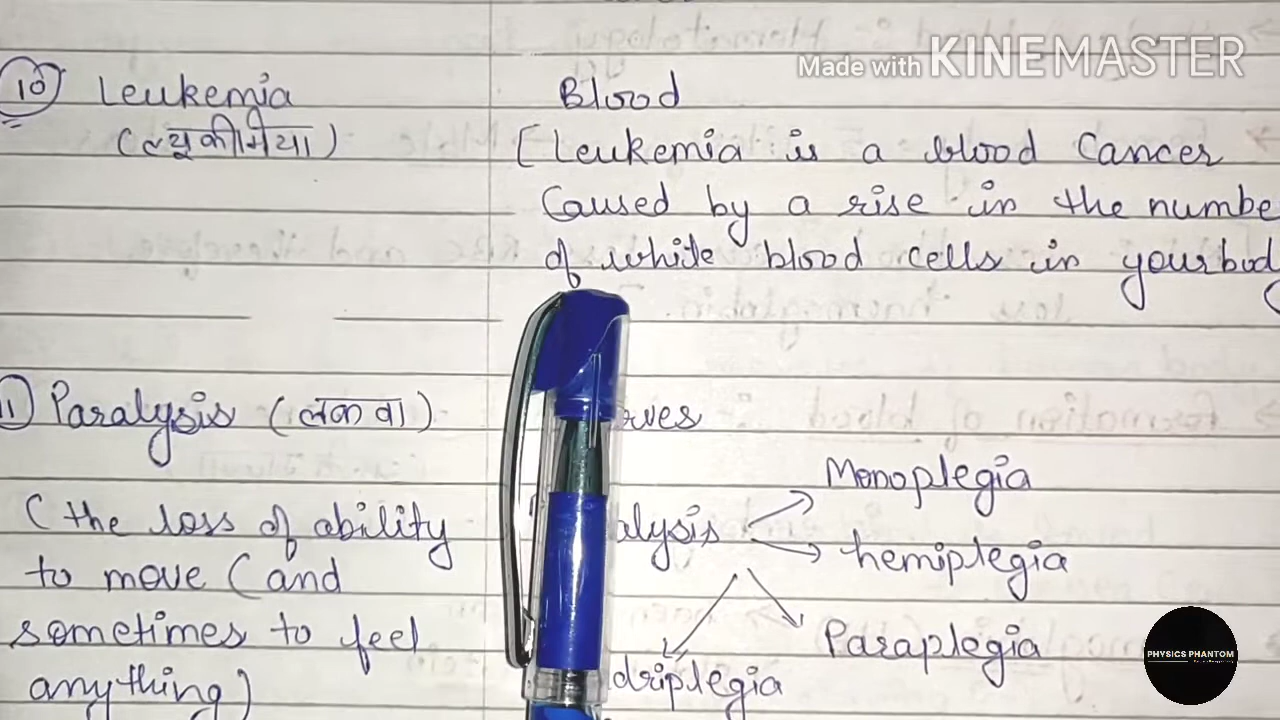 Made with KINEMASTER
10 Leukemia Blood
(ल्यूकीमिया) [Leukemia is a blood Cancer
Caused by a rise in the numbe
of white blood cells in your bod
11 Paralysis (लकवा) rves
(the loss of ability
to move (and
sometimes to feel
anything)
alysis
Monoplegia
hemiplegia
Paraplegia
driplegia
PHYSICS PHANTOM